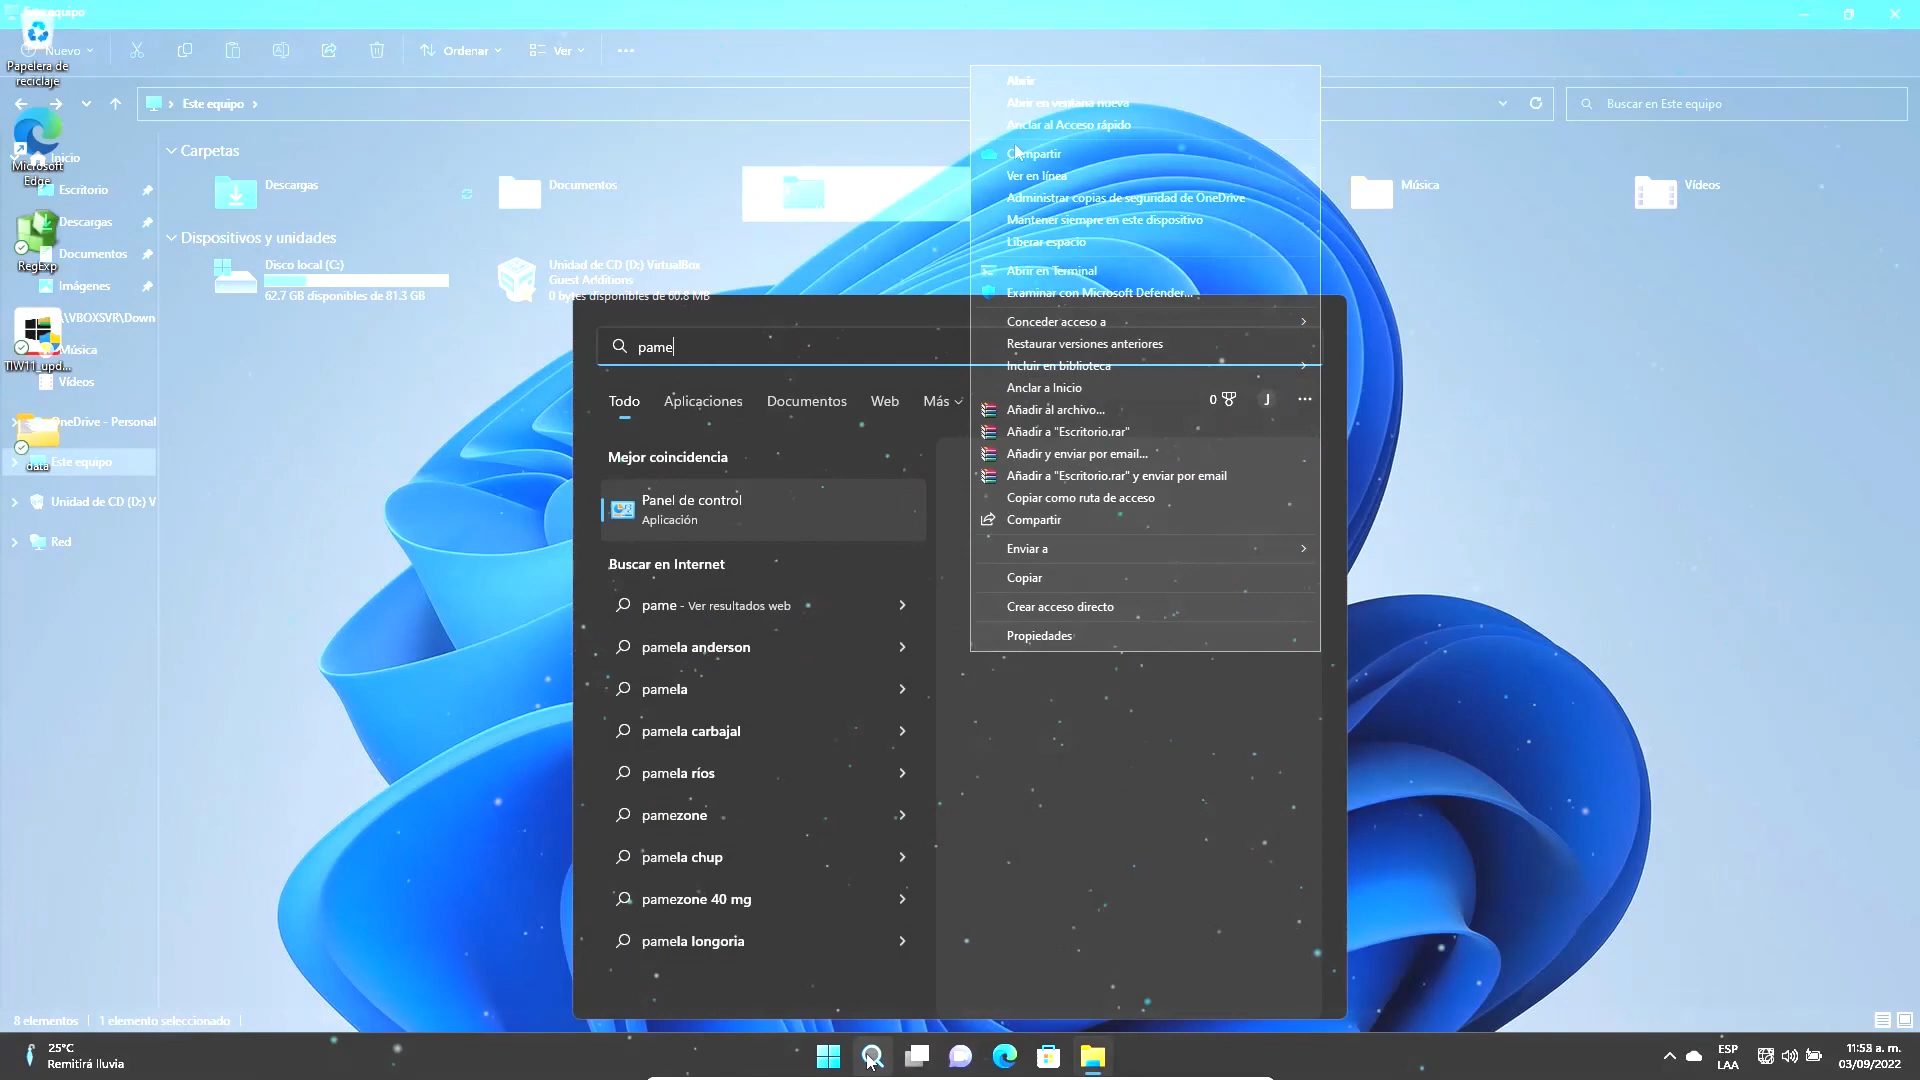 Este equipo
Nuevo
Ordenar
Ver
Papelera de
reciclaje
Este equipo
Buscar en Este equipo
Microsoft
Edge
Inicio
Escritorio
Descargas
Documentos
Imágenes
\\VBOXSVR\Down
Música
Vídeos
OneDrive - Personal
Este equipo
Unidad de CD (D:) V
Red
RegExp
TIW11_upd...
data
Carpetas
Descargas
Documentos
Música
Vídeos
Dispositivos y unidades
Disco local (C:)
62.7 GB disponibles de 81.3 GB
Unidad de CD (D:) VirtualBox
Guest Additions
0 bytes disponibles de 60.8 MB
Abrir
Abrir en ventana nueva
Anclar al Acceso rápido
Compartir
Ver en línea
Administrar copias de seguridad de OneDrive
Mantener siempre en este dispositivo
Liberar espacio
Abrir en Terminal
Examinar con Microsoft Defender...
Conceder acceso a
Restaurar versiones anteriores
Incluir en biblioteca
Anclar a Inicio
Añadir al archivo...
Añadir a "Escritorio.rar"
Añadir y enviar por email...
Añadir a "Escritorio.rar" y enviar por email
Copiar como ruta de acceso
Compartir
Enviar a
Copiar
Crear acceso directo
Propiedades
pame
Todo Aplicaciones Documentos Web Más
0 J
Mejor coincidencia
Panel de control
Aplicación
Buscar en Internet
pame - Ver resultados web
pamela anderson
pamela
pamela carbajal
pamela ríos
pamezone
pamela chup
pamezone 40 mg
pamela longoria
8 elementos
1 elemento seleccionado
25°C
Remitirá lluvia
ESP
LAA
11:53 a. m.
03/09/2022